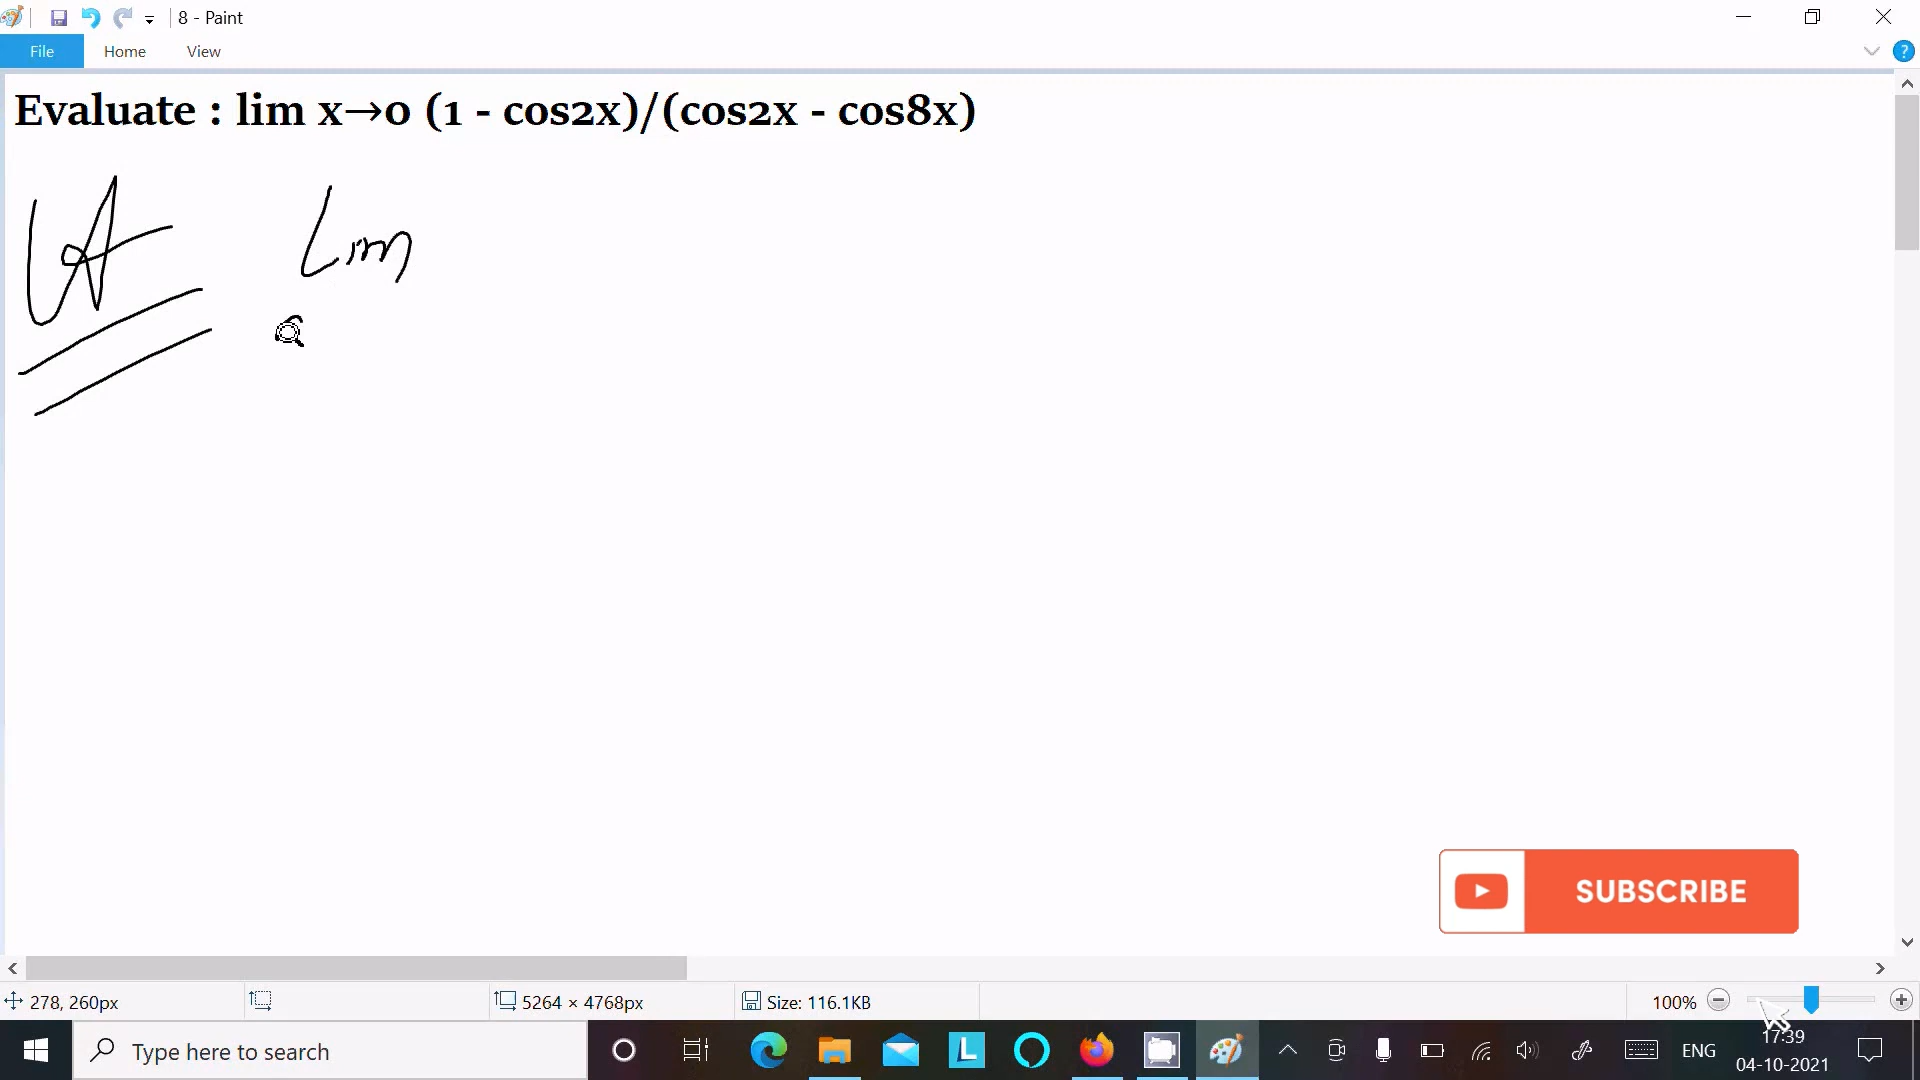 8 - Paint
File Home View
Evaluate : lim x→0 (1 - cos2x)/(cos2x - cos8x)
Lim
SUBSCRIBE
278, 260px 5264 × 4768px Size: 116.1KB 100%
Type here to search
ENG
17:39
04-10-2021